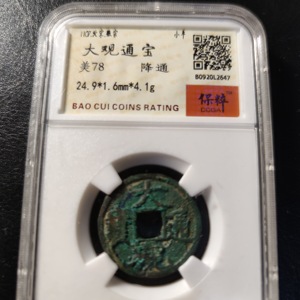 大观通宝
美78 降通
24.9*1.6mm*4.1g
BAO CUI COINS RATING
B0920L2647
保粹